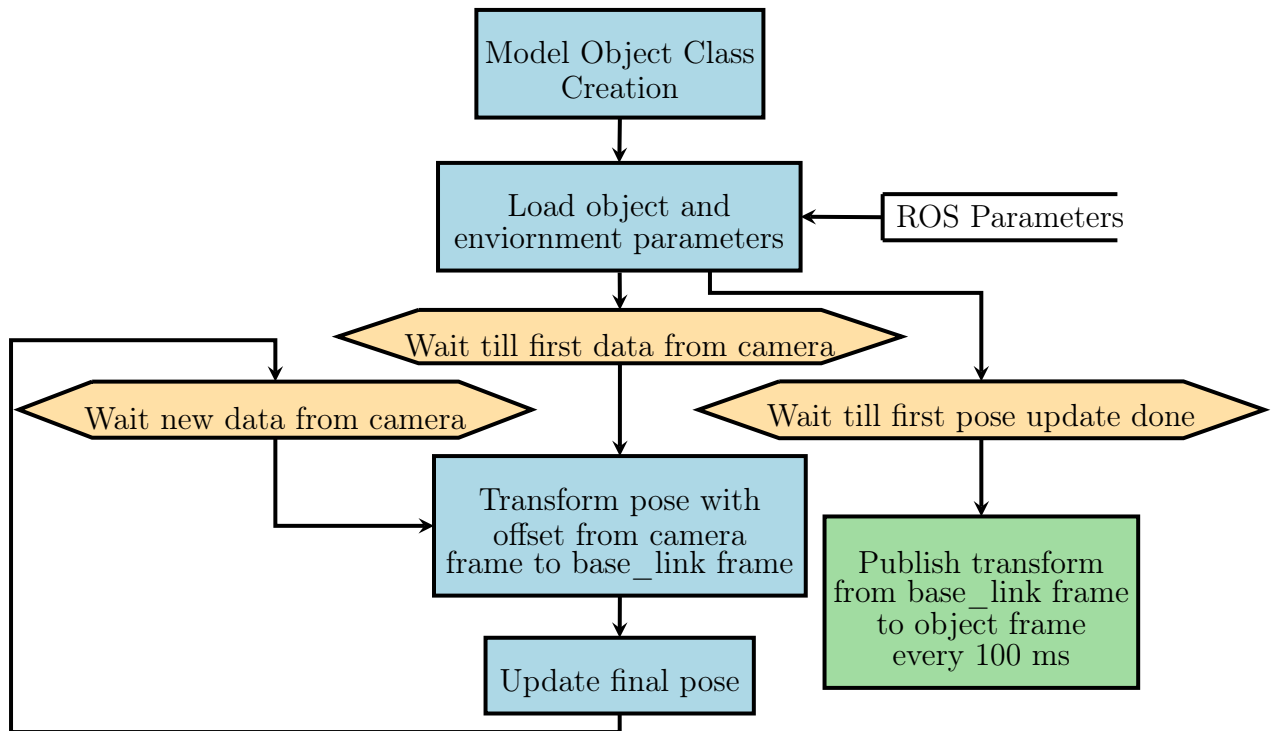 Model Object Class
Creation
Load object and
enviornment parameters
ROS Parameters
Wait till first data from camera
Wait new data from camera
Wait till first pose update done
Transform pose with
offset from camera
frame to base_link frame
Publish transform
from base_link frame
to object frame
every 100 ms
Update final pose